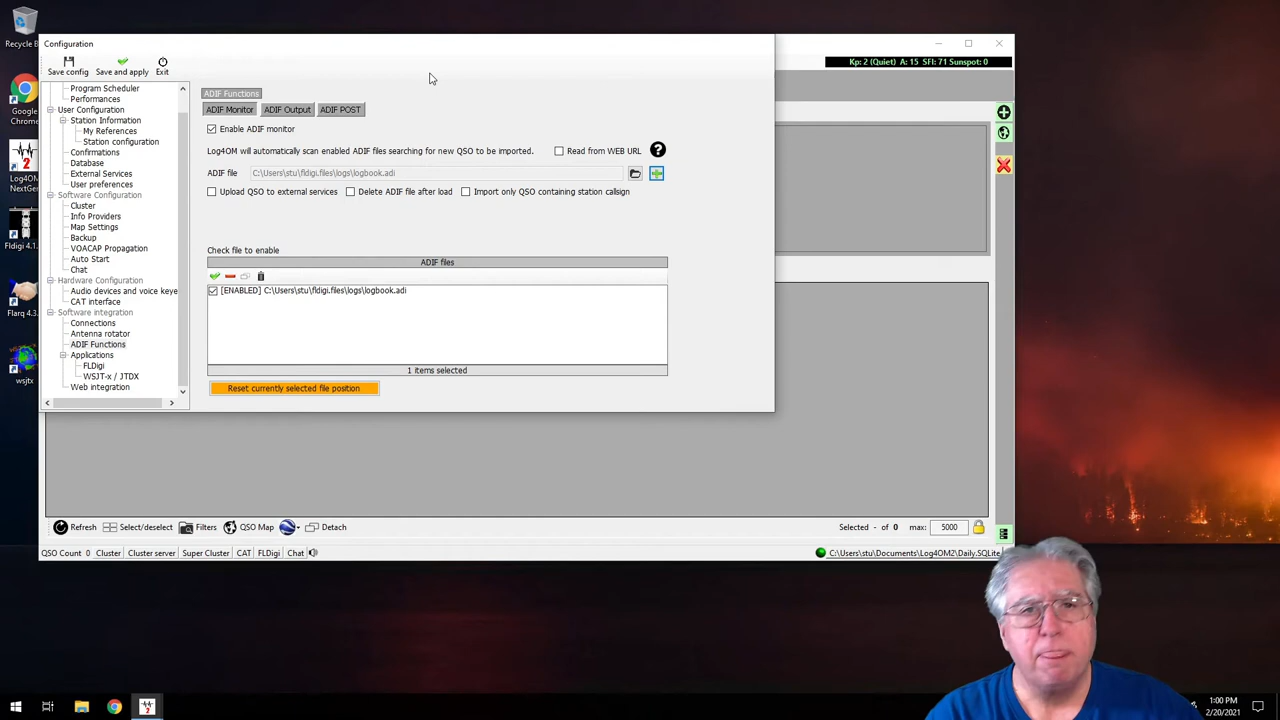 Recycle B
Configuration
Save config
Save and apply
Exit
Kp: 2 (Quiet) A: 15 SFI: 71 Sunspot: 0
Program Scheduler
Performances
User Configuration
Station Information
My References
Station configuration
Confirmations
Database
External Services
User preferences
Software Configuration
Cluster
Info Providers
Map Settings
Backup
VOACAP Propagation
Auto Start
Chat
Hardware Configuration
Audio devices and voice keye
CAT interface
Software integration
Connections
Antenna rotator
ADIF Functions
Applications
FLDigi
WSJT-x / JTDX
Web integration
ADIF Functions
ADIF Monitor ADIF Output ADIF POST
Enable ADIF monitor
Log4OM will automatically scan enabled ADIF files searching for new QSO to be imported.
Read from WEB URL
?
ADIF file C:\Users\stu\fldigi.files\logs\logbook.adi
Upload QSO to external services
Delete ADIF file after load
Import only QSO containing station callsign
Check file to enable
ADIF files
[ENABLED] C:\Users\stu\fldigi.files\logs\logbook.adi
1 items selected
Reset currently selected file position
Google
Chrome
2
Log4OM
NextGen
Fldigi 4.1
Flarq 4.3.
wsjtx
Refresh
Select/deselect
Filters
QSO Map
Detach
Selected - of 0
max: 5000
QSO Count 0 Cluster Cluster server Super Cluster CAT FLDigi Chat
C:\Users\stu\Documents\Log4OM2\Daily.SQLite
2
1:00 PM
2/20/2021